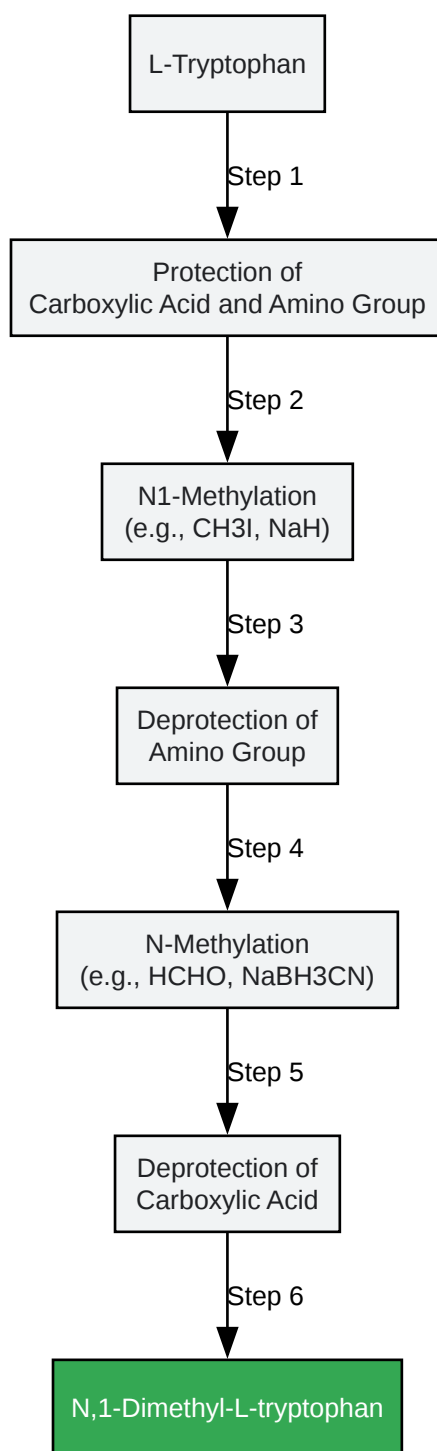 L-Tryptophan
Step 1
Protection of
Carboxylic Acid and Amino Group
Step 2
N1-Methylation
(e.g., CH3I, NaH)
Step 3
Deprotection of
Amino Group
Step 4
N-Methylation
(e.g., HCHO, NaBH3CN)
Step 5
Deprotection of
Carboxylic Acid
Step 6
N,1-Dimethyl-L-tryptophan